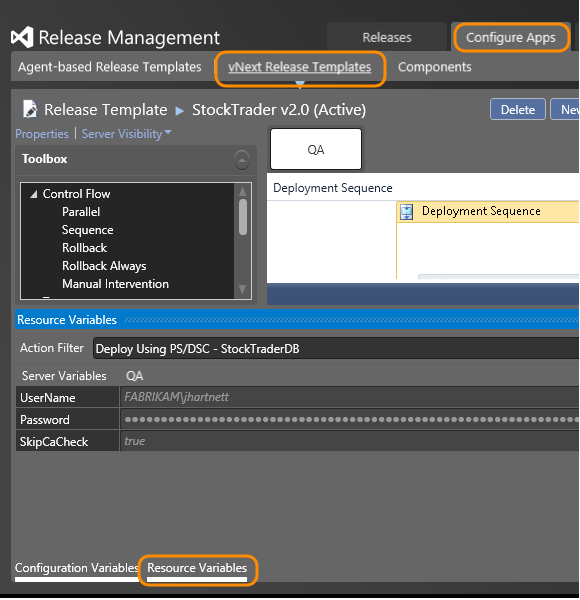 Release Management
Releases
Configure Apps
Agent-based Release Templates
vNext Release Templates
Components
Release Template ▶ StockTrader v2.0 (Active)
Delete
New
Properties | Server Visibility
Toolbox
QA
Deployment Sequence
Control Flow
Parallel
Sequence
Rollback
Rollback Always
Manual Intervention
Deployment Sequence
Resource Variables
Action Filter
Deploy Using PS/DSC - StockTraderDB
Server Variables
QA
UserName
FABRIKAM\jhartnett
Password
SkipCaCheck
true
Configuration Variables
Resource Variables